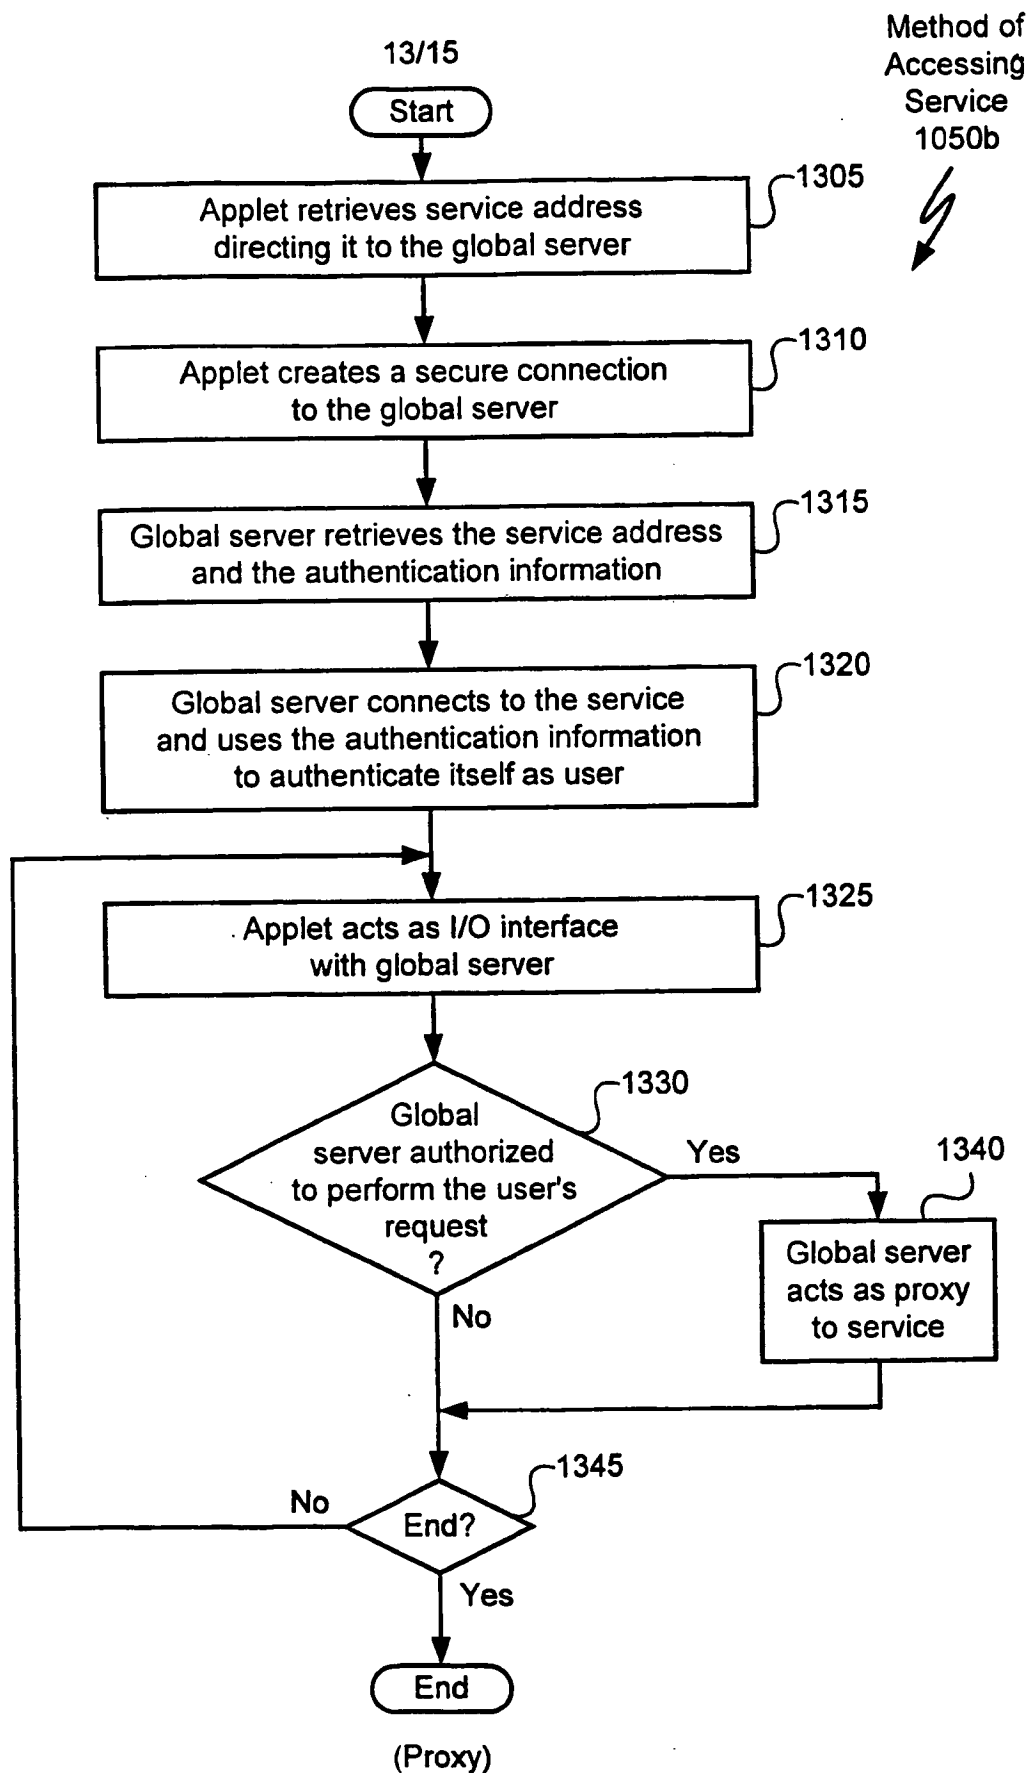 13/15
Method of
Accessing
Service
1050b
Start
1305
Applet retrieves service address
directing it to the global server
1310
Applet creates a secure connection
to the global server
1315
Global server retrieves the service address
and the authentication information
1320
Global server connects to the service
and uses the authentication information
to authenticate itself as user
1325
Applet acts as I/O interface
with global server
1330
Global
server authorized
to perform the user's
request
?
Yes
No
1340
Global server
acts as proxy
to service
1345
End?
No
Yes
End
(Proxy)